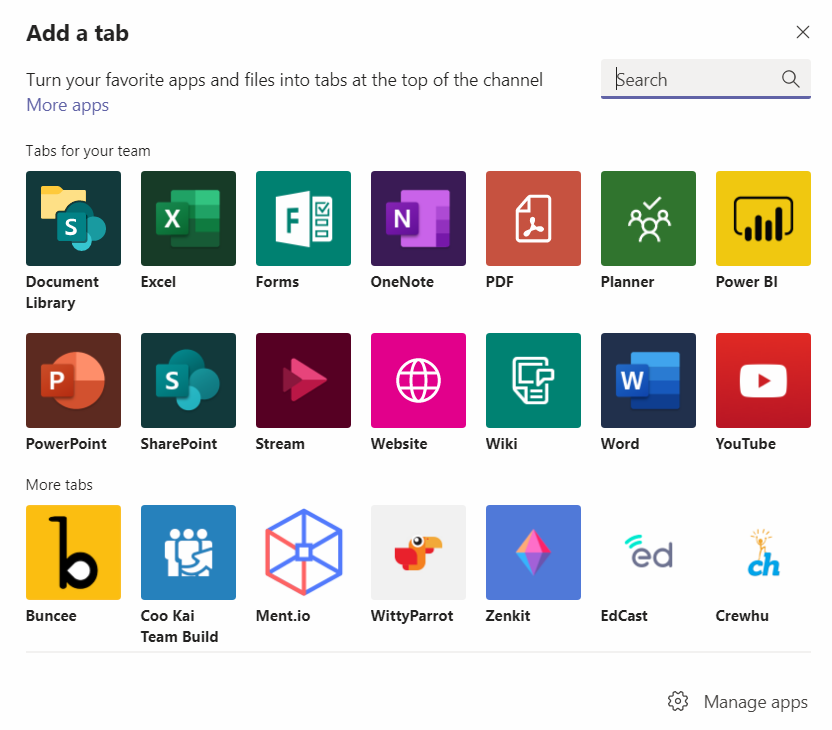 Add a tab
Turn your favorite apps and files into tabs at the top of the channel
More apps
Search
Tabs for your team
S
X
F
N
Document
Library
Excel
Forms
OneNote
PDF
Planner
Power BI
P
S
W
PowerPoint
SharePoint
Stream
Website
Wiki
Word
YouTube
More tabs
b
ed
ch
Buncee
Coo Kai
Team Build
Ment.io
WittyParrot
Zenkit
EdCast
Crewhu
Manage apps